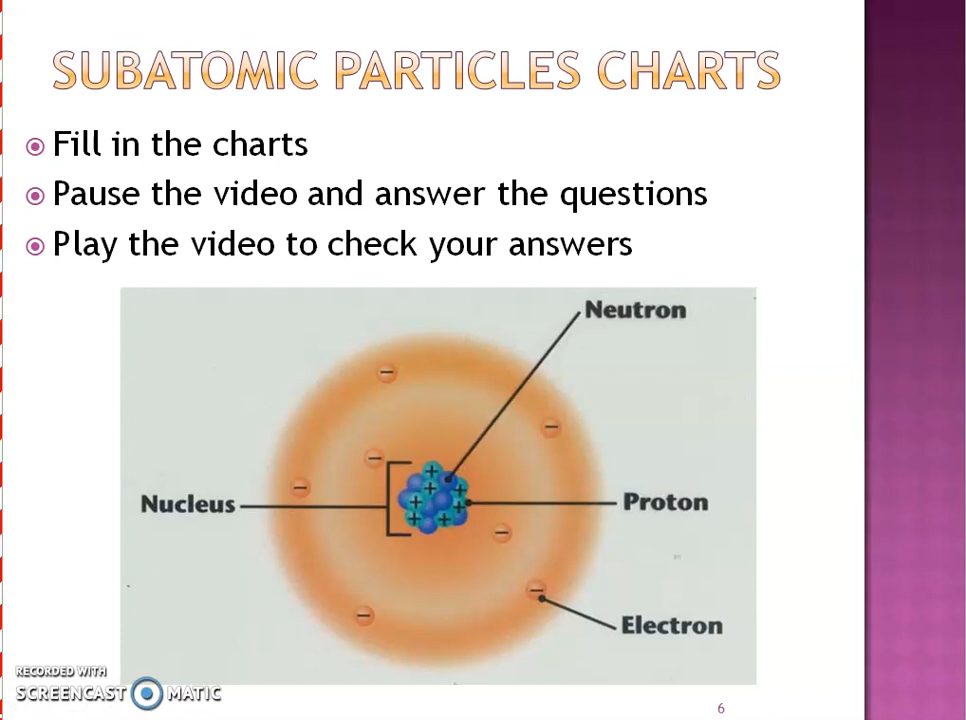 SUBATOMIC PARTICLES CHARTS
Fill in the charts
Pause the video and answer the questions
Play the video to check your answers
Neutron
Nucleus
Proton
Electron
RECORDED WITH
SCREENCAST MATIC
6